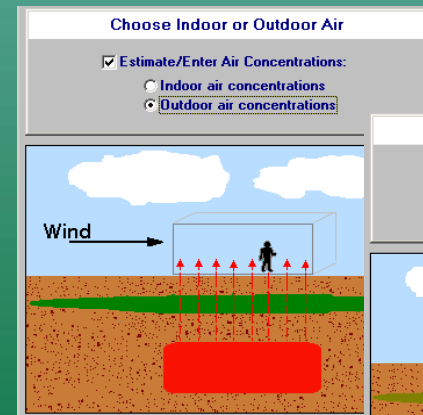 Choose Indoor or Outdoor Air
Estimate/Enter Air Concentrations:
Indoor air concentrations
Outdoor air concentrations
Wind